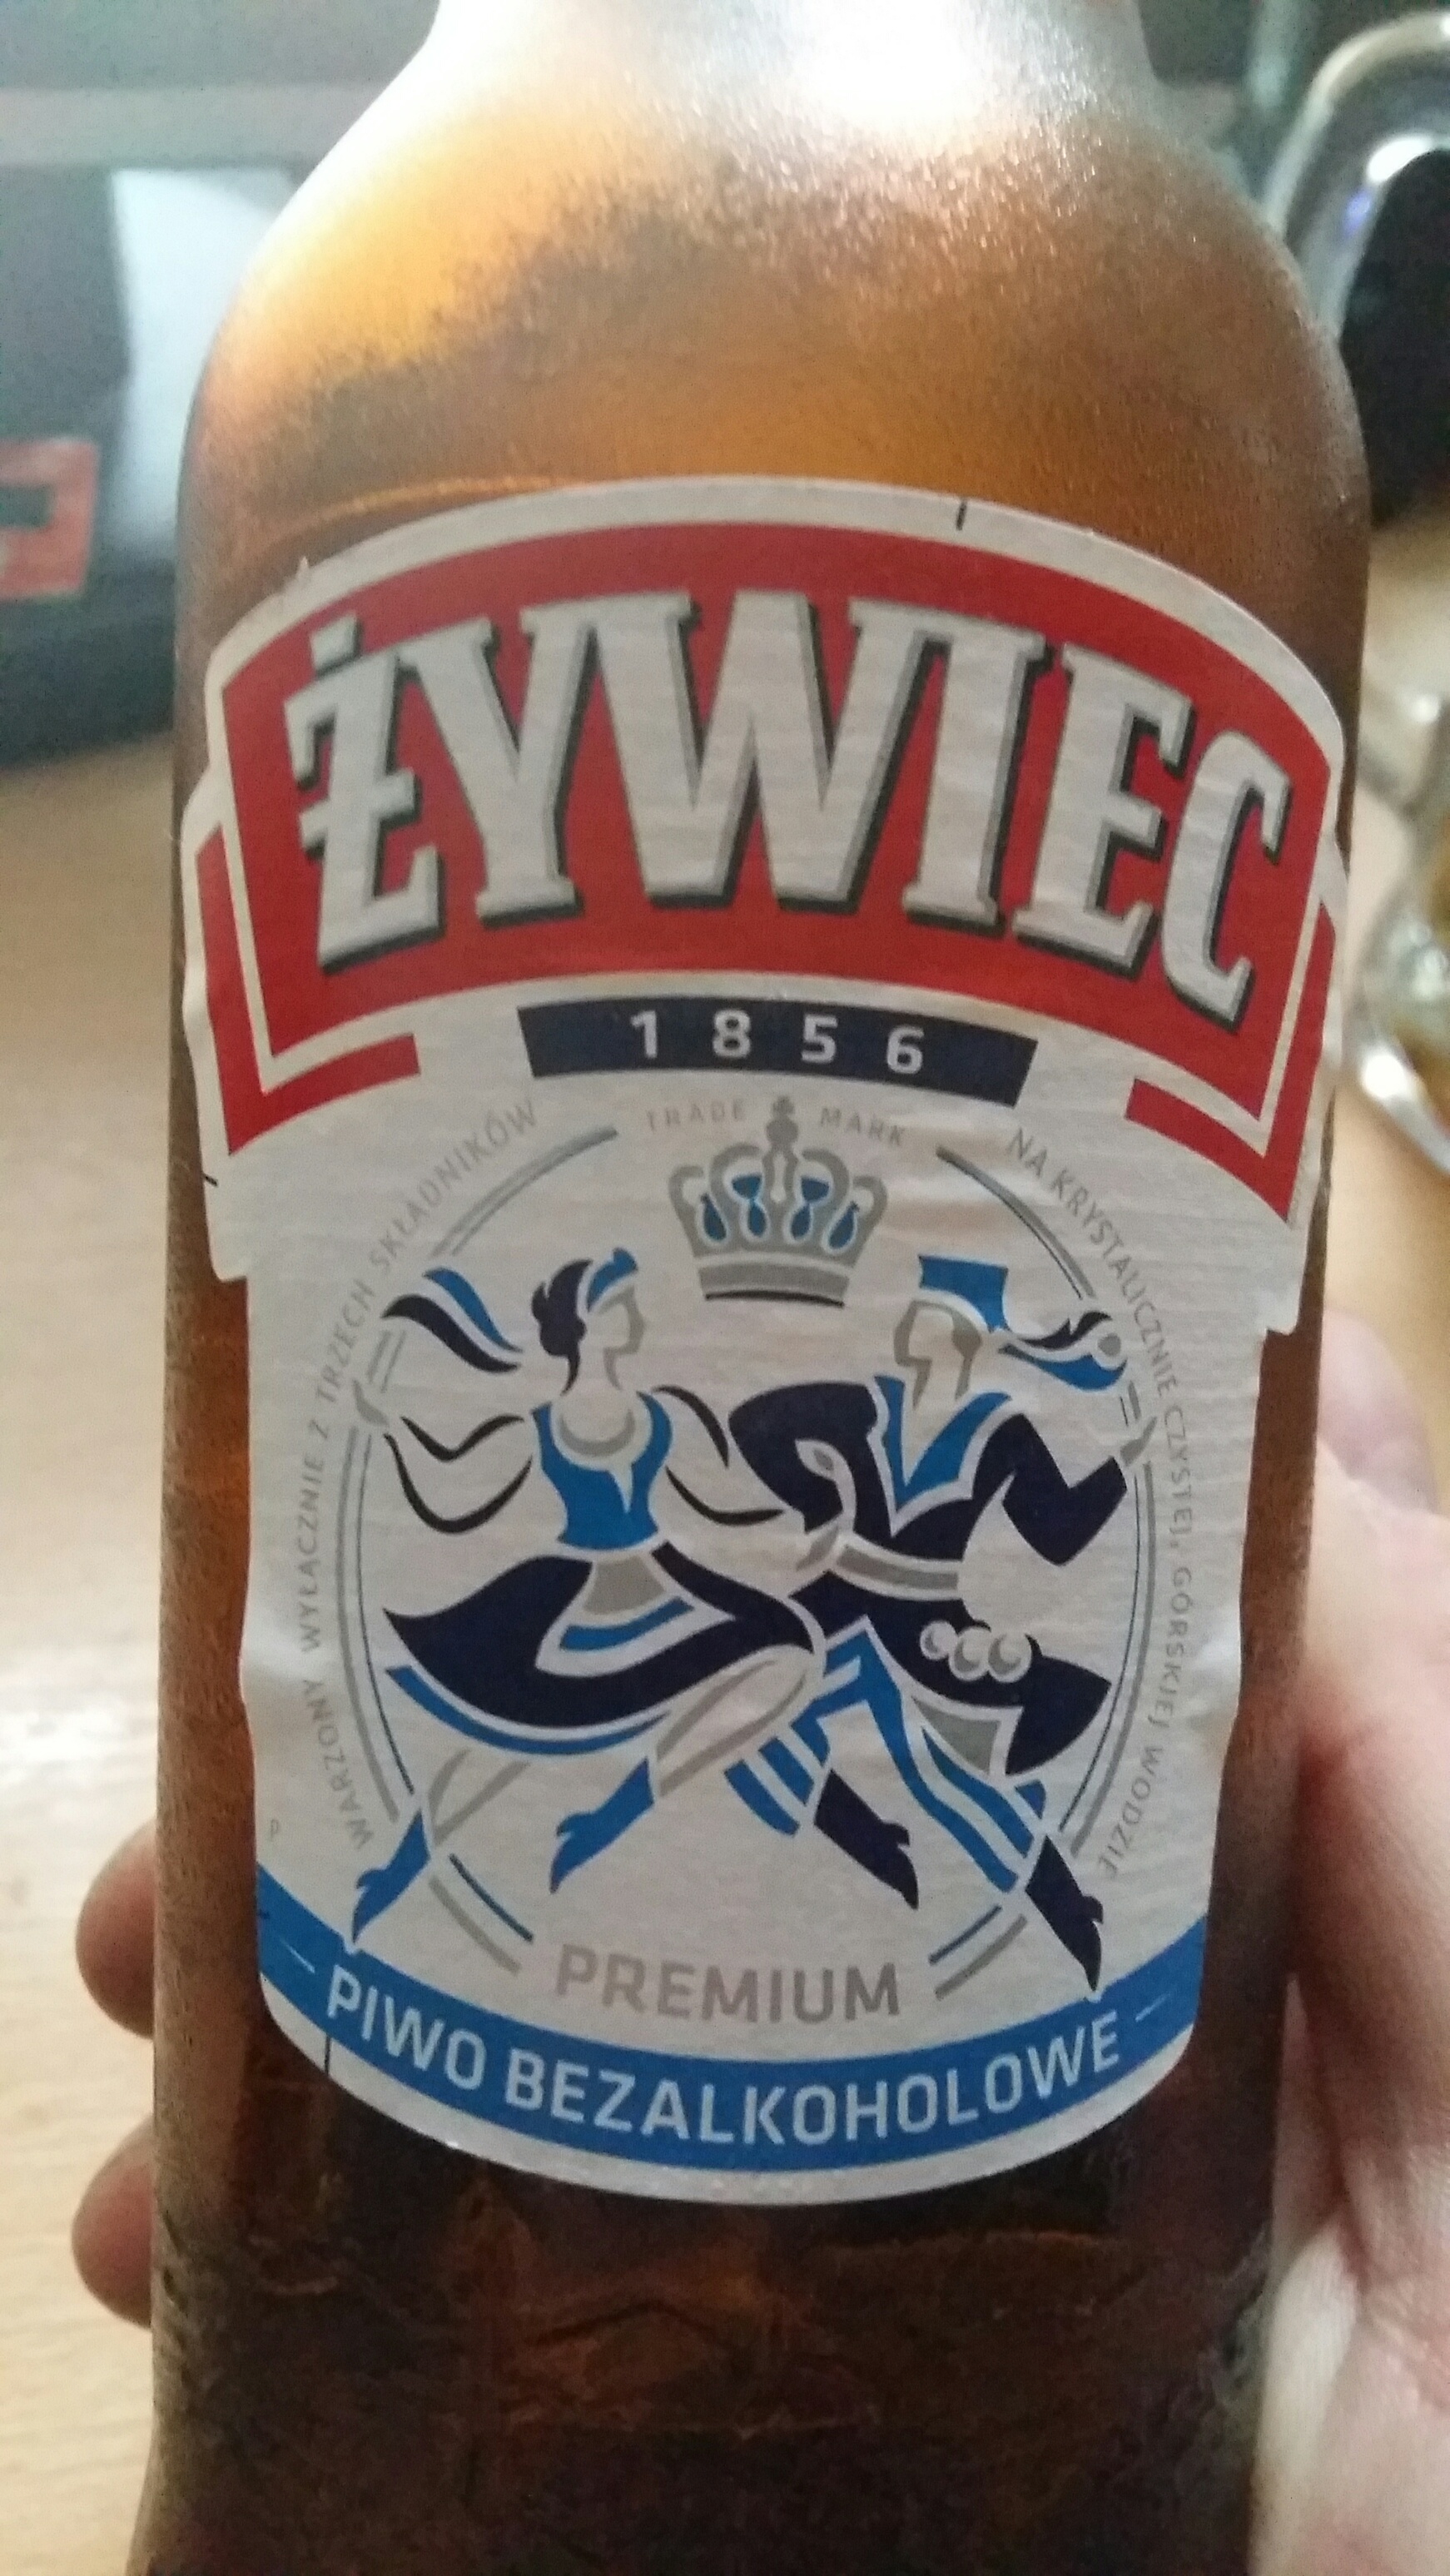 ŻYWIEC
1856
TRADE MARK
WARZONY WYŁĄCZNIE Z TRZECH SKŁADNIKÓW
NA KRYSTALICZNIE CZYSTEJ, GÓRSKIEJ WODZIE
PREMIUM
PIWO BEZALKOHOLOWE